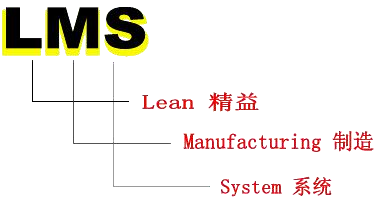 LMS
Lean 精益
Manufacturing 制造
System 系统